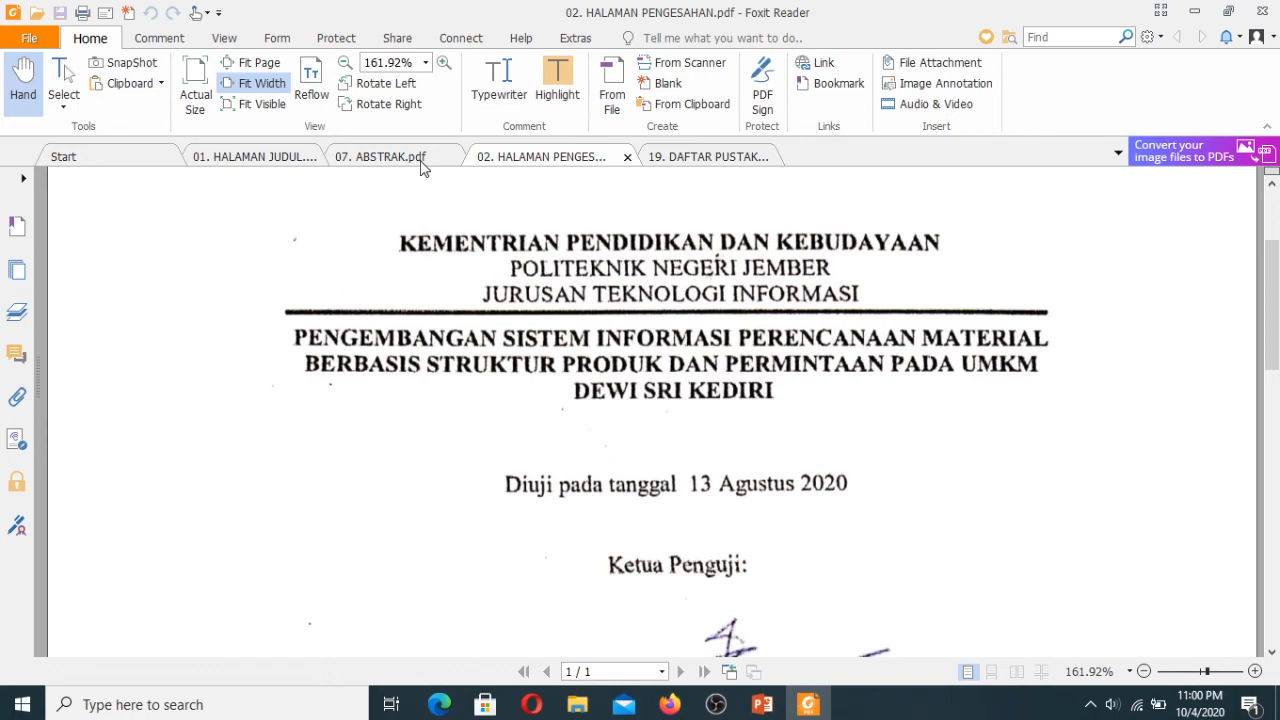 02. HALAMAN PENGESAHAN.pdf - Foxit Reader
File Home Comment View Form Protect Share Connect Help Extras Tell me what you want to do.. Find
Hand
Select
SnapShot
Clipboard
Tools
Actual Size
Fit Page
Fit Width
Fit Visible
Reflow
161.92%
Rotate Left
Rotate Right
View
Typewriter
Highlight
Comment
From File
From Scanner
Blank
From Clipboard
Create
PDF Sign
Protect
Link
Bookmark
Links
File Attachment
Image Annotation
Audio & Video
Insert
Start
01. HALAMAN JUDUL....
07. ABSTRAK.pdf
02. HALAMAN PENGES...
19. DAFTAR PUSTAK...
Convert your
image files to PDFs
KEMENTRIAN PENDIDIKAN DAN KEBUDAYAAN
POLITEKNIK NEGERI JEMBER
JURUSAN TEKNOLOGI INFORMASI
PENGEMBANGAN SISTEM INFORMASI PERENCANAAN MATERIAL
BERBASIS STRUKTUR PRODUK DAN PERMINTAAN PADA UMKM
DEWI SRI KEDIRI
Diuji pada tanggal 13 Agustus 2020
Ketua Penguji:
1 / 1
161.92%
Type here to search
11:00 PM
10/4/2020
1